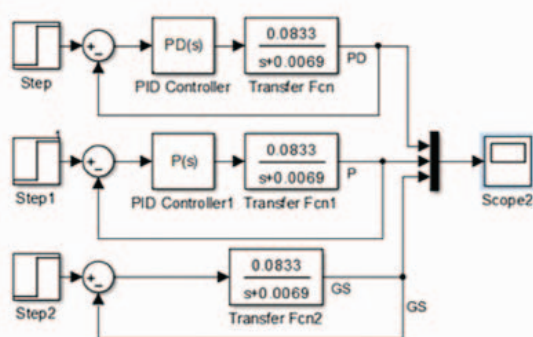 +
−
PD(s)
0.0833
s+0.0069
PD
Step
PID Controller
Transfer Fcn
+
−
P(s)
0.0833
s+0.0069
P
Step1
PID Controller1
Transfer Fcn1
Scope2
+
−
0.0833
s+0.0069
GS
Step2
Transfer Fcn2
GS